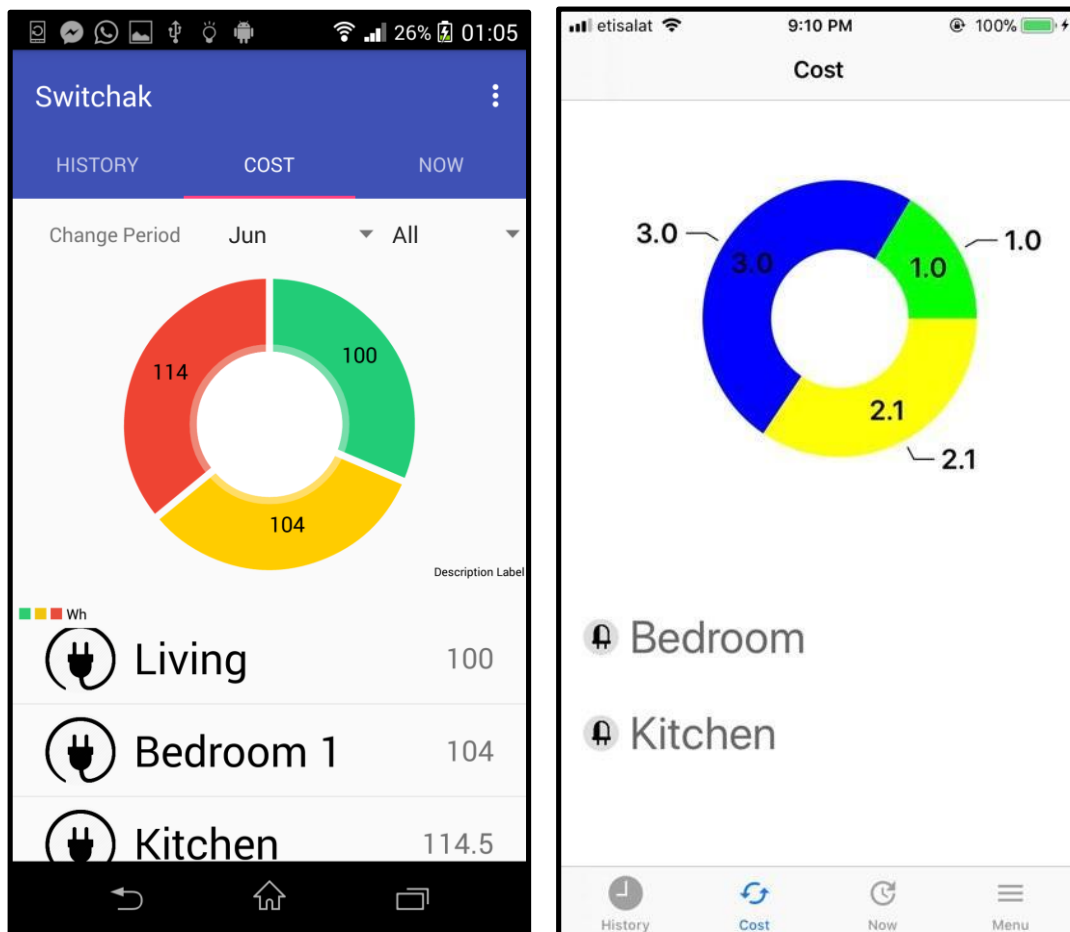 26% 01:05
Switchak
HISTORY COST NOW
Change Period Jun All
114
100
104
Description Label
Wh
Living 100
Bedroom 1 104
Kitchen 114.5
etisalat 9:10 PM 100%
Cost
3.0 3.0 1.0 1.0
2.1
2.1
Bedroom
Kitchen
History Cost Now Menu